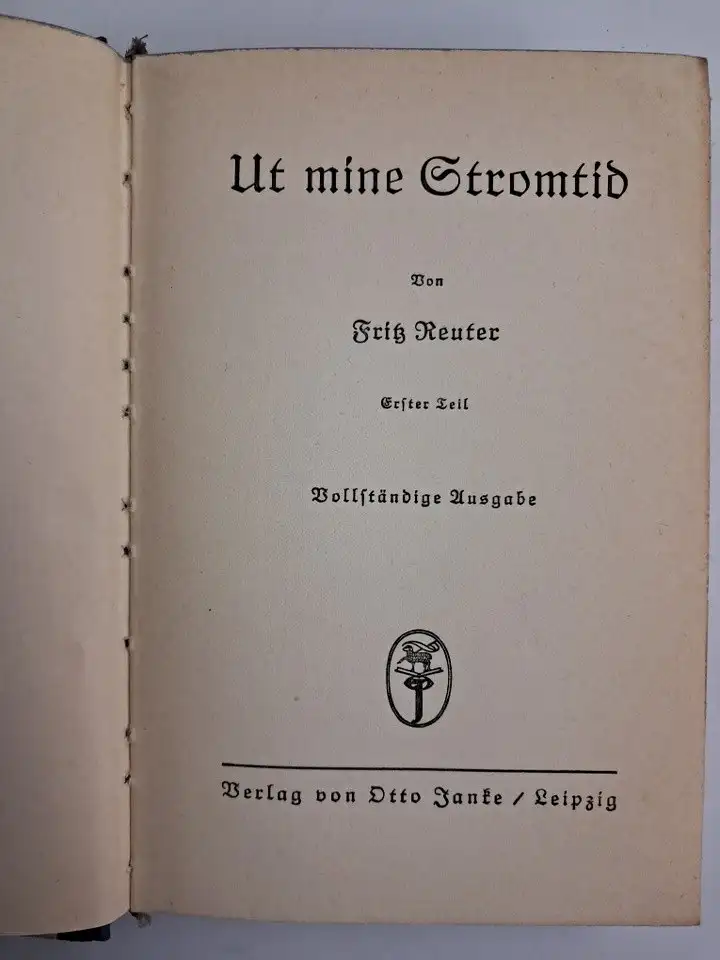 Ut mine Stromtid
Von
Fritz Reuter
Erster Teil
Vollständige Ausgabe
J
Verlag von Otto Janke / Leipzig